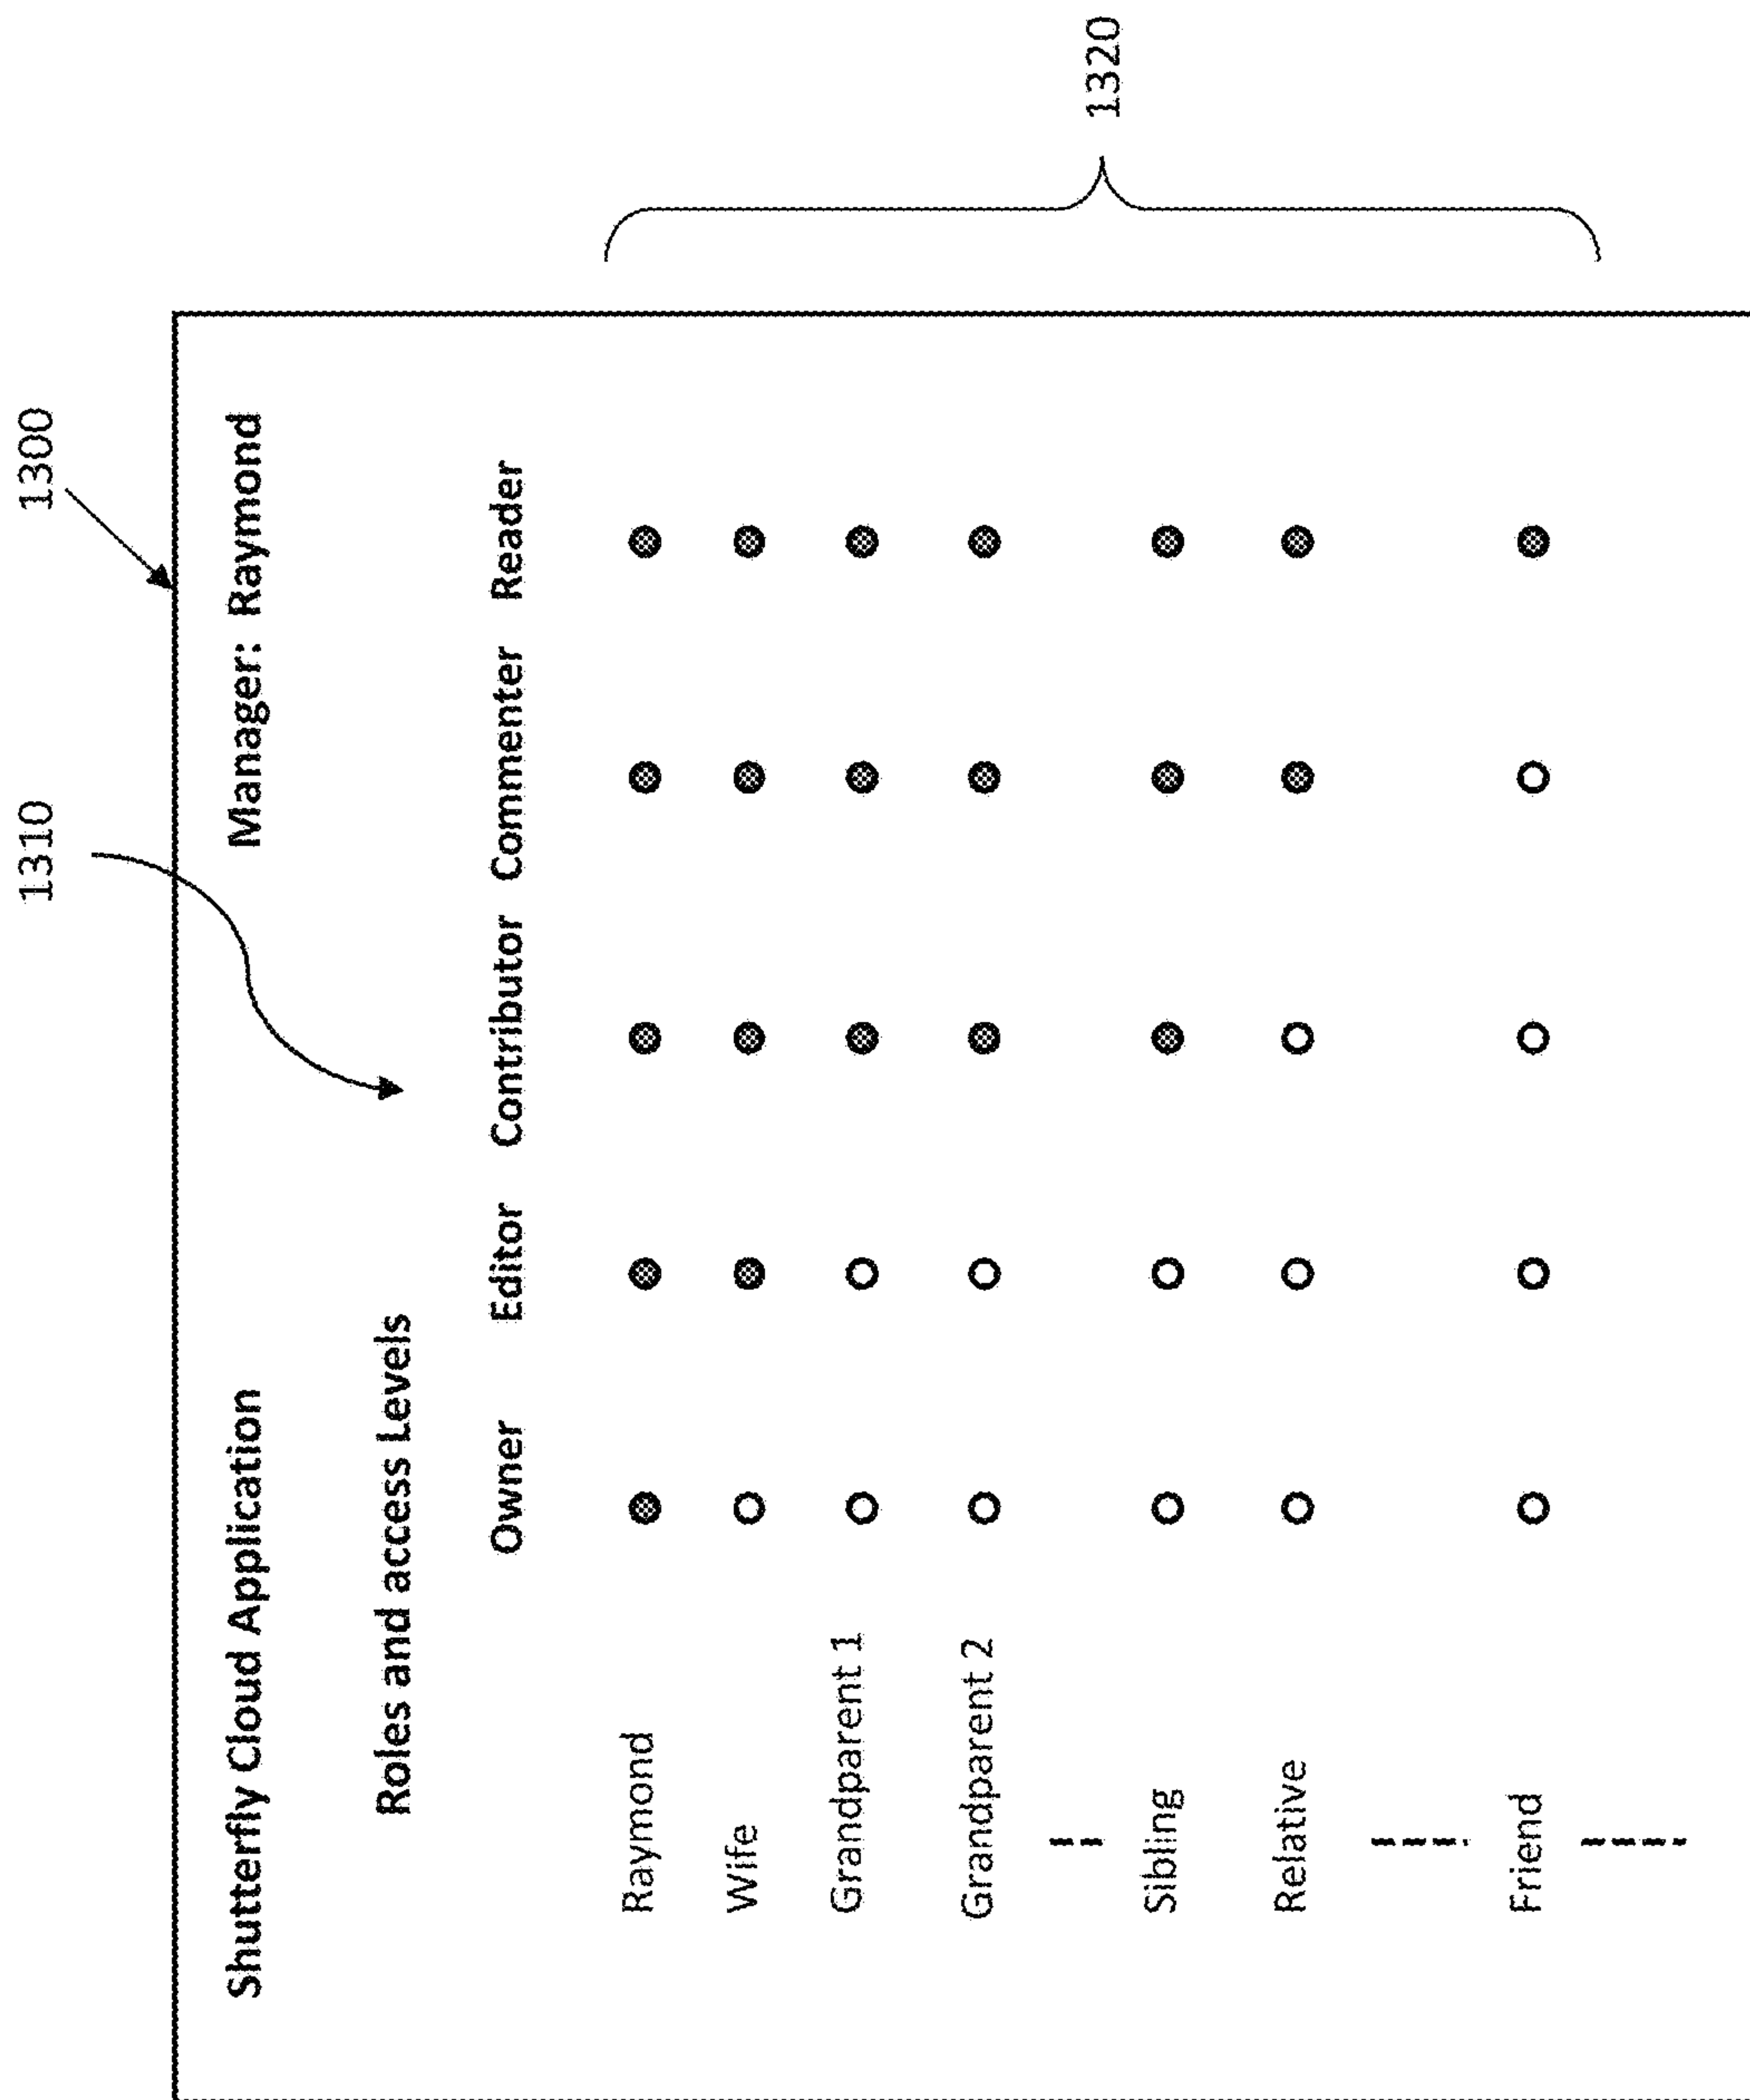 1300
1310
Shutterfly Cloud Application Manager: Raymond
Roles and access Levels
Owner Editor Contributor Commenter Reader
Raymond
Wife
Grandparent 1
Grandparent 2
Sibling
Relative
Friend
1320